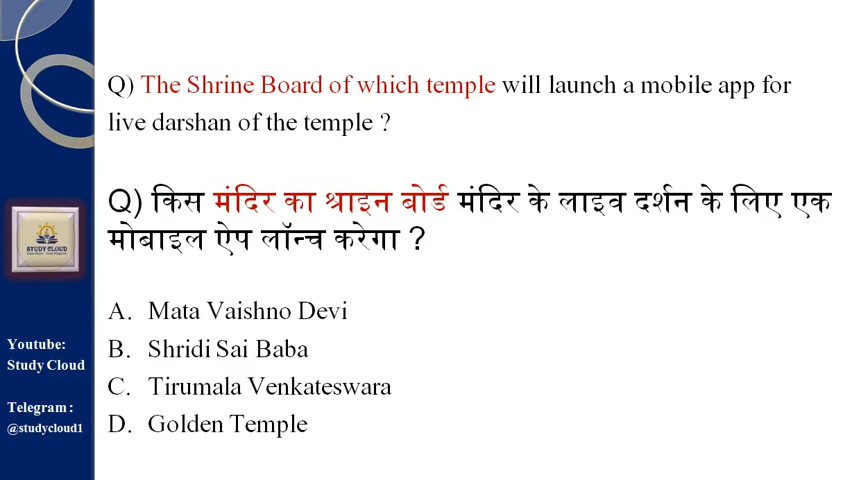 Q) The Shrine Board of which temple will launch a mobile app for
live darshan of the temple ?
Q) किस मंदिर का श्राइन बोर्ड मंदिर के लाइव दर्शन के लिए एक
मोबाइल ऐप लॉन्च करेगा ?
STUDY CLOUD
A. Mata Vaishno Devi
B. Shridi Sai Baba
C. Tirumala Venkateswara
D. Golden Temple
Youtube:
Study Cloud
Telegram :
@studycloud1